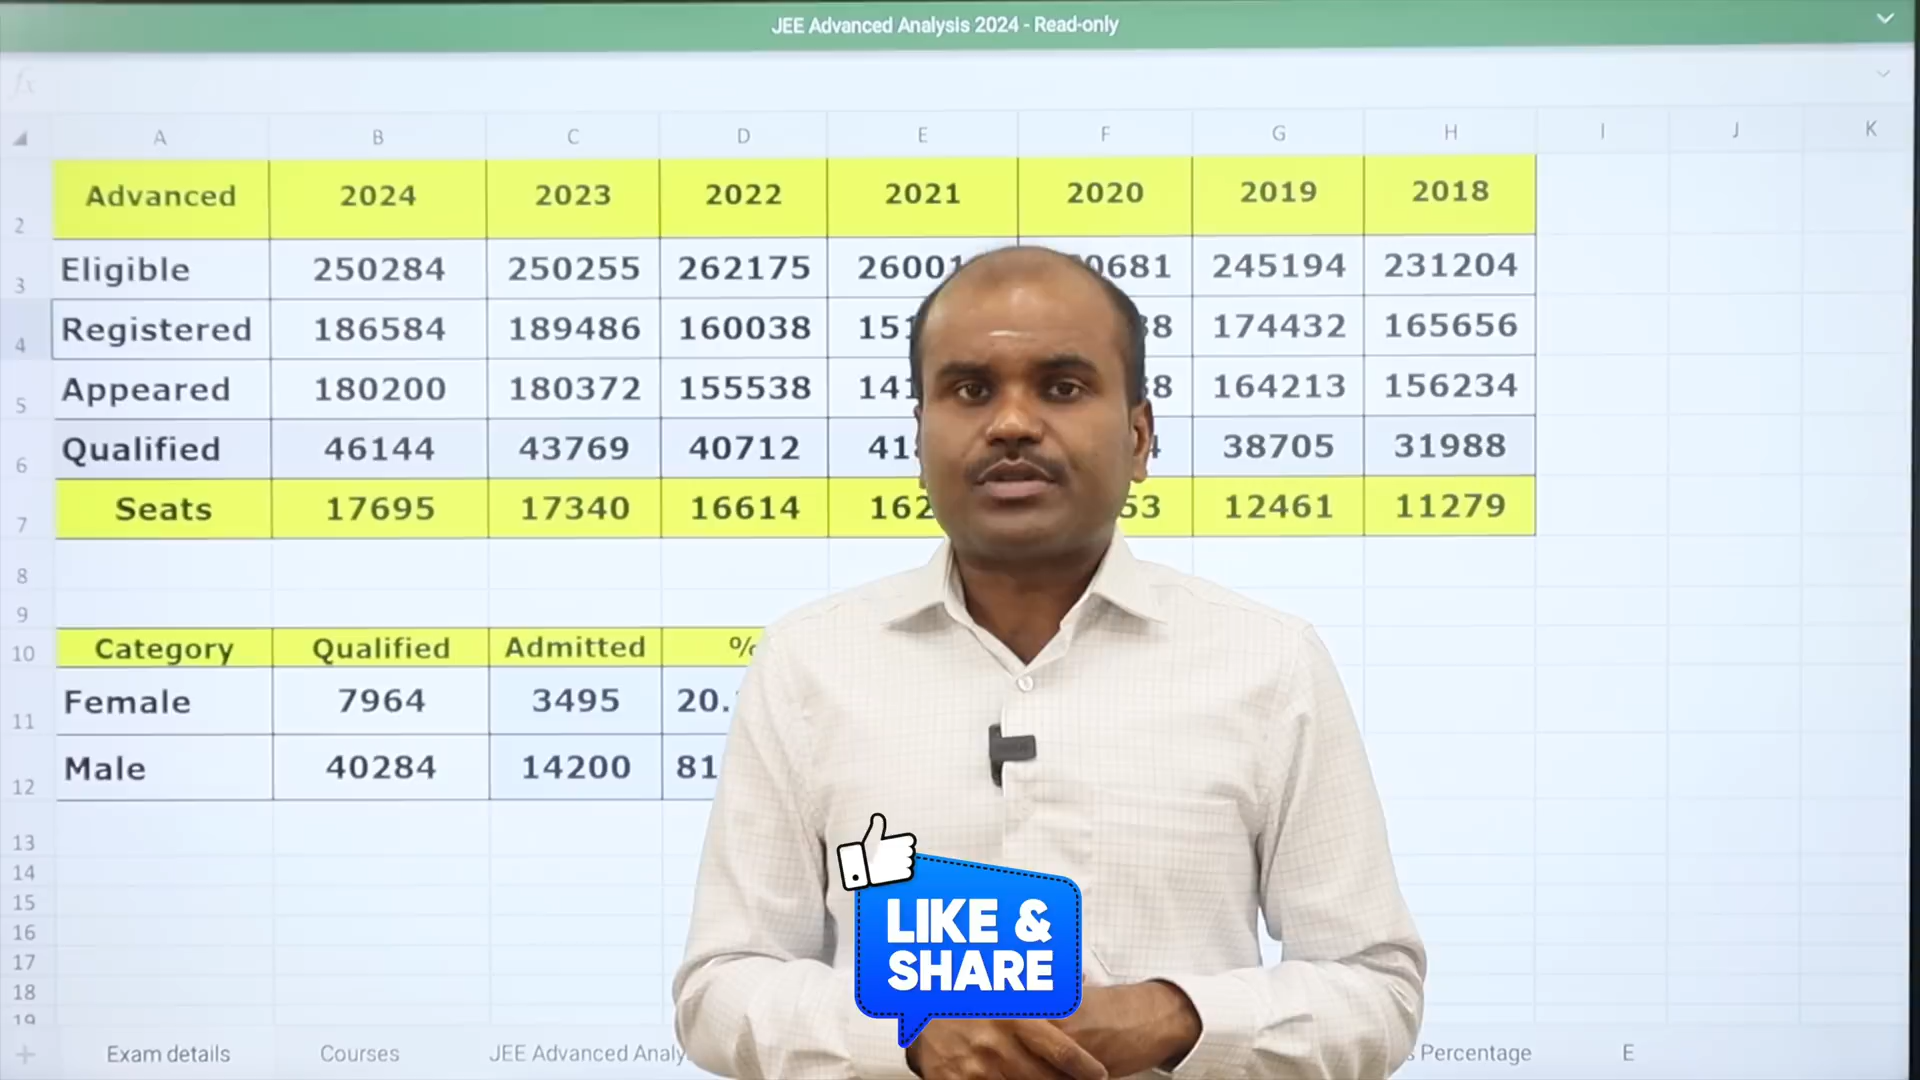 JEE Advanced Analysis 2024 - Read-only
fx
A B C D E F G H I J K
2 Advanced 2024 2023 2022 2021 2020 2019 2018
3 Eligible 250284 250255 262175 245194 231204
4 Registered 186584 189486 160038 174432 165656
5 Appeared 180200 180372 155538 164213 156234
6 Qualified 46144 43769 40712 38705 31988
7 Seats 17695 17340 16614 12461 11279
8
9
10 Category Qualified Admitted %
11 Female 7964 3495
12 Male 40284 14200
13
14
15
16
17
18
19
LIKE &
SHARE
Exam details Courses JEE Advanced Percentage E